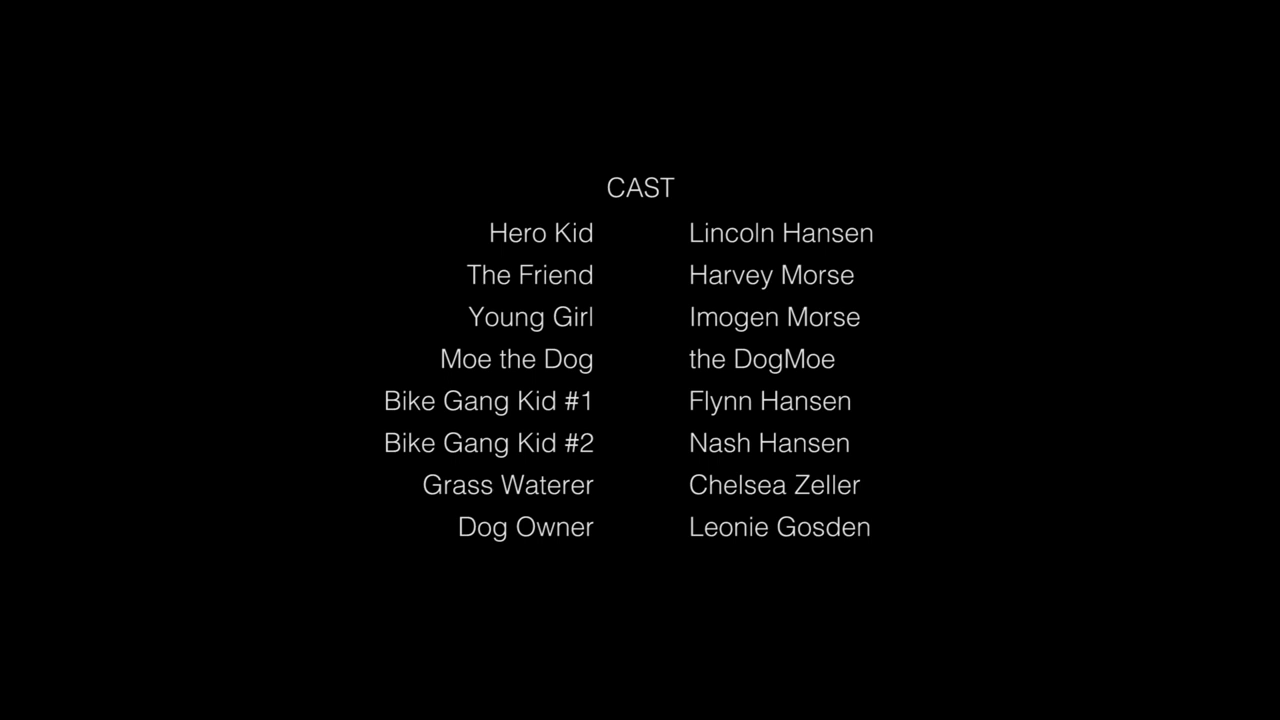 CAST
Hero Kid Lincoln Hansen
The Friend Harvey Morse
Young Girl Imogen Morse
Moe the Dog the DogMoe
Bike Gang Kid #1 Flynn Hansen
Bike Gang Kid #2 Nash Hansen
Grass Waterer Chelsea Zeller
Dog Owner Leonie Gosden